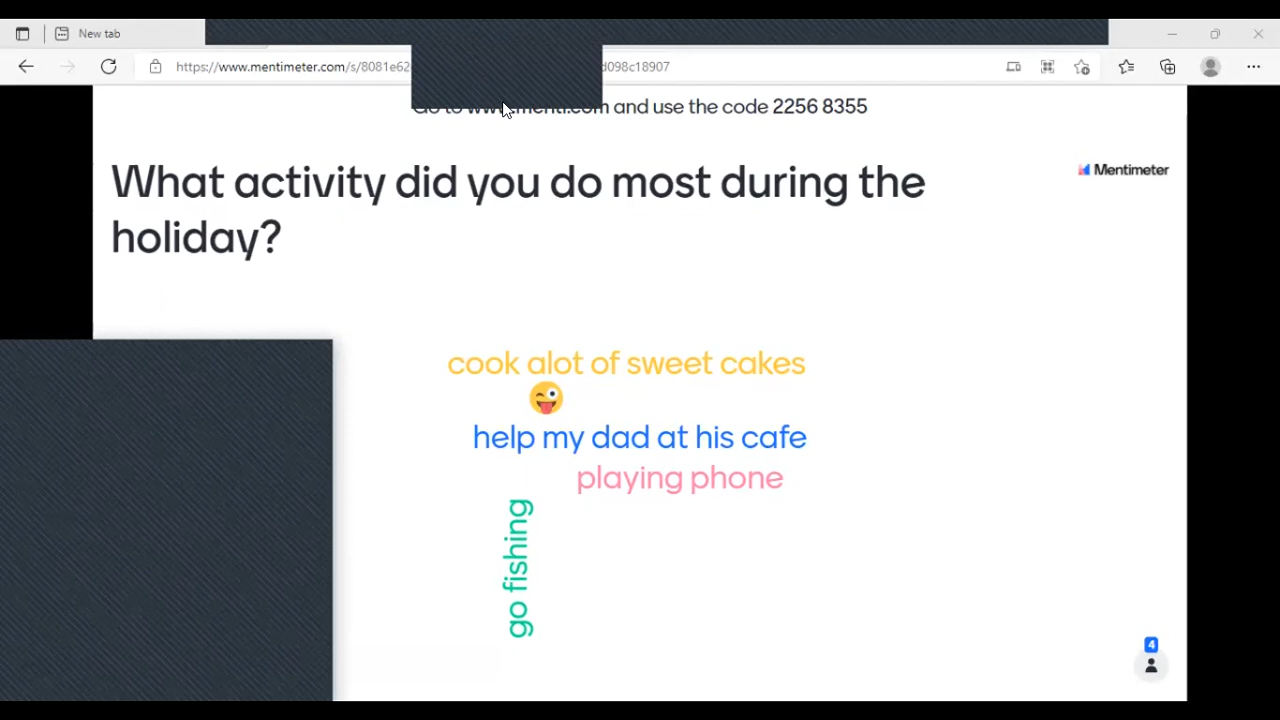 New tab
https://www.mentimeter.com/s/8081e62
d098c18907
and use the code 2256 8355
What activity did you do most during the
holiday?
Mentimeter
cook alot of sweet cakes
😜
help my dad at his cafe
playing phone
go fishing
4